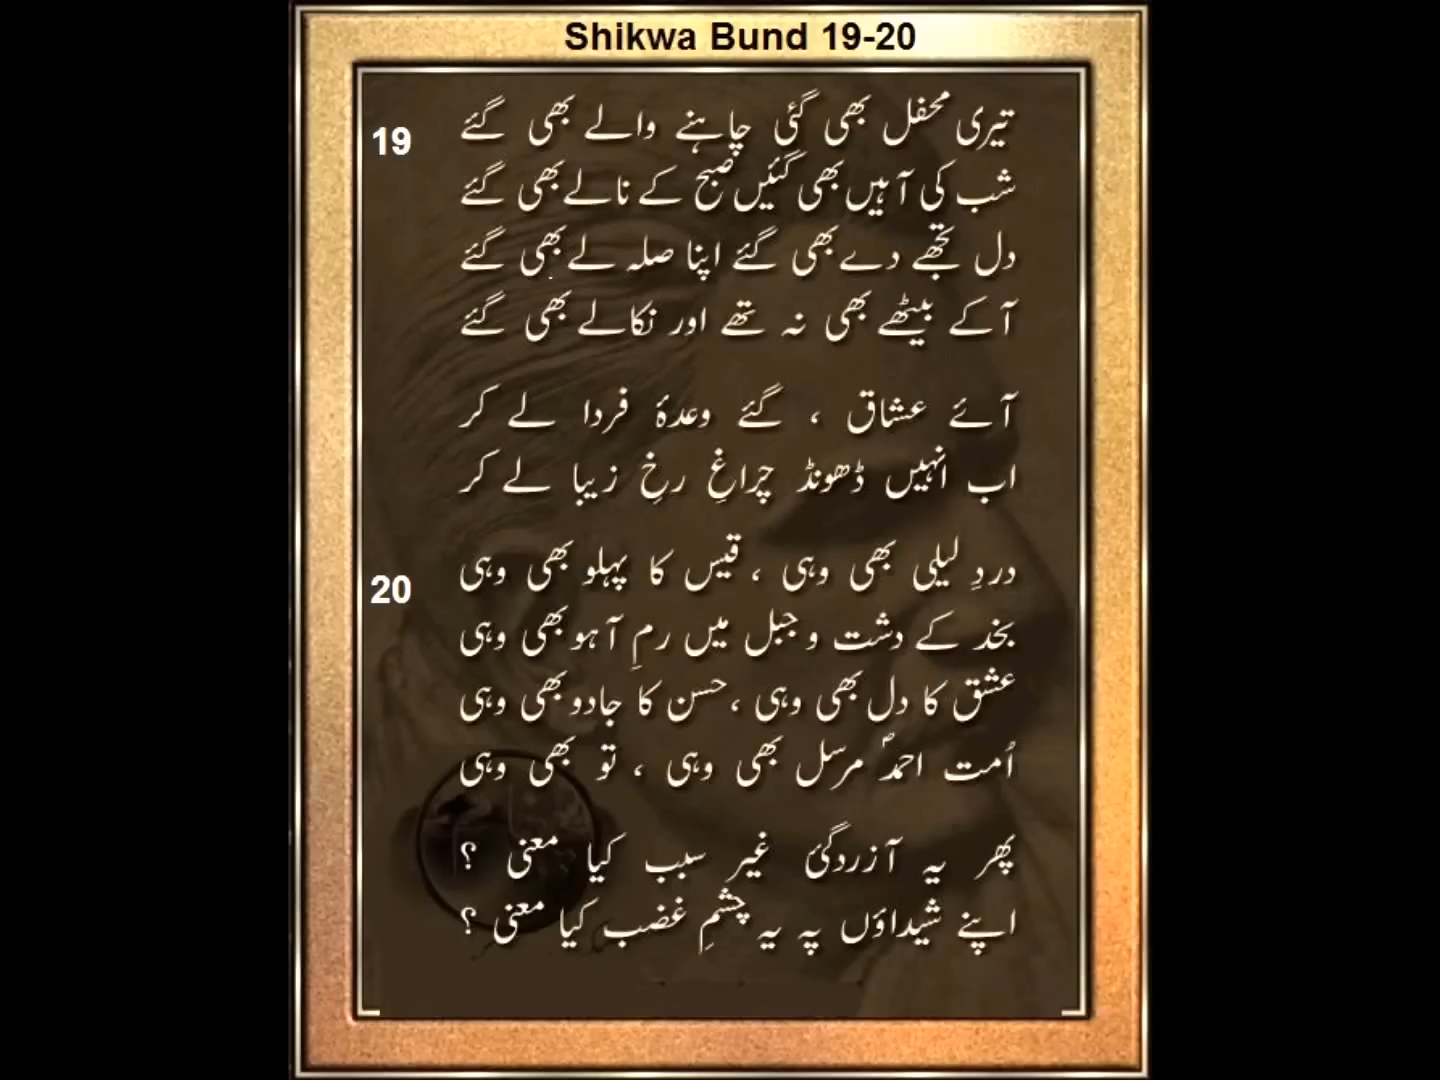 Shikwa Bund 19-20
19
تیری محفل بھی گئی چاہنے والے بھی گئے
شب کی آہیں بھی گئیں صبح کے نالے بھی گئے
دل تجھے دے بھی گئے اپنا صلہ لے بھی گئے
آ کے بیٹھے بھی نہ تھے اور نکالے بھی گئے
آئے عشاق ، گئے وعدۂ فردا لے کر
اب انہیں ڈھونڈ چراغِ رخِ زیبا لے کر
20
دردِ لیلی بھی وہی ، قیس کا پہلو بھی وہی
نجد کے دشت و جبل میں رمِ آہو بھی وہی
عشق کا دل بھی وہی ، حسن کا جادو بھی وہی
اُمت احمدؐ مرسل بھی وہی ، تو بھی وہی
پھر یہ آزردگئ غیر سبب کیا معنی ؟
اپنے شیداؤں پہ یہ چشمِ غضب کیا معنی ؟